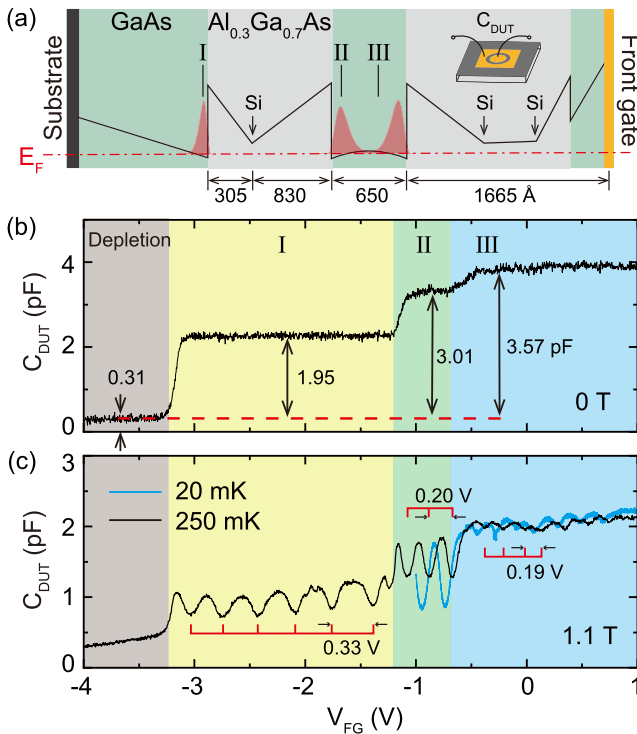 (a)
GaAs
Al0.3Ga0.7As
CDUT
I
II
III
Substrate
Front gate
Si
Si
Si
EF
305
830
650
1665 Å
(b)
Depletion
I
II
III
4
2
0
CDUT (pF)
0.31
1.95
3.01
3.57 pF
0 T
(c)
3
2
1
0
CDUT (pF)
20 mK
250 mK
0.20 V
0.19 V
0.33 V
1.1 T
-4
-3
-2
-1
0
1
VFG (V)